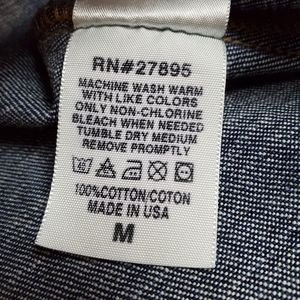 RN#27895
MACHINE WASH WARM
WITH LIKE COLORS
ONLY NON-CHLORINE
BLEACH WHEN NEEDED
TUMBLE DRY MEDIUM
REMOVE PROMPTLY
100%COTTON/COTON
MADE IN USA
M